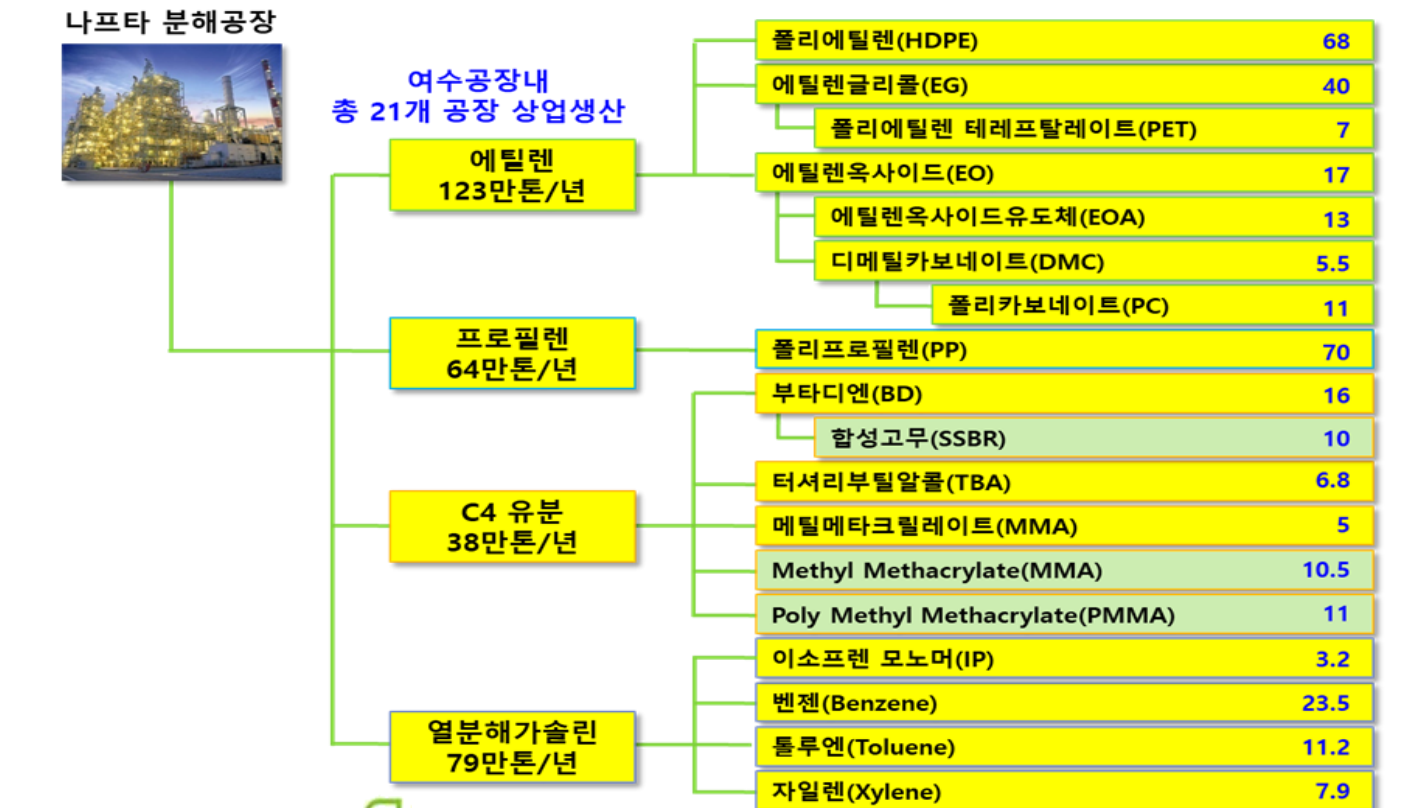 나프타 분해공장
여수공장내
총 21개 공장 상업생산
에틸렌
123만톤/년
폴리에틸렌(HDPE) 68
에틸렌글리콜(EG) 40
폴리에틸렌 테레프탈레이트(PET) 7
에틸렌옥사이드(EO) 17
에틸렌옥사이드유도체(EOA) 13
디메틸카보네이트(DMC) 5.5
폴리카보네이트(PC) 11
프로필렌
64만톤/년
폴리프로필렌(PP) 70
C4 유분
38만톤/년
부타디엔(BD) 16
합성고무(SSBR) 10
터셔리부틸알콜(TBA) 6.8
메틸메타크릴레이트(MMA) 5
Methyl Methacrylate(MMA) 10.5
Poly Methyl Methacrylate(PMMA) 11
열분해가솔린
79만톤/년
이소프렌 모노머(IP) 3.2
벤젠(Benzene) 23.5
톨루엔(Toluene) 11.2
자일렌(Xylene) 7.9